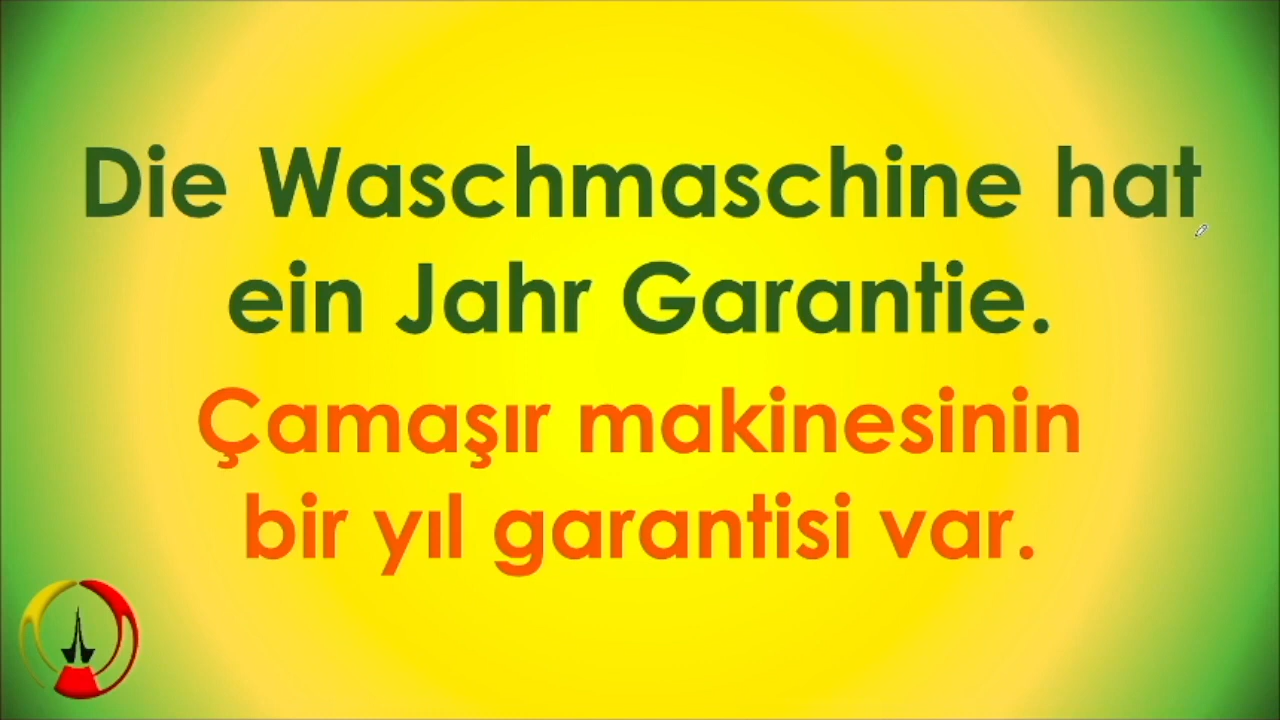 Die Waschmaschine hat
ein Jahr Garantie.
Çamaşır makinesinin
bir yıl garantisi var.